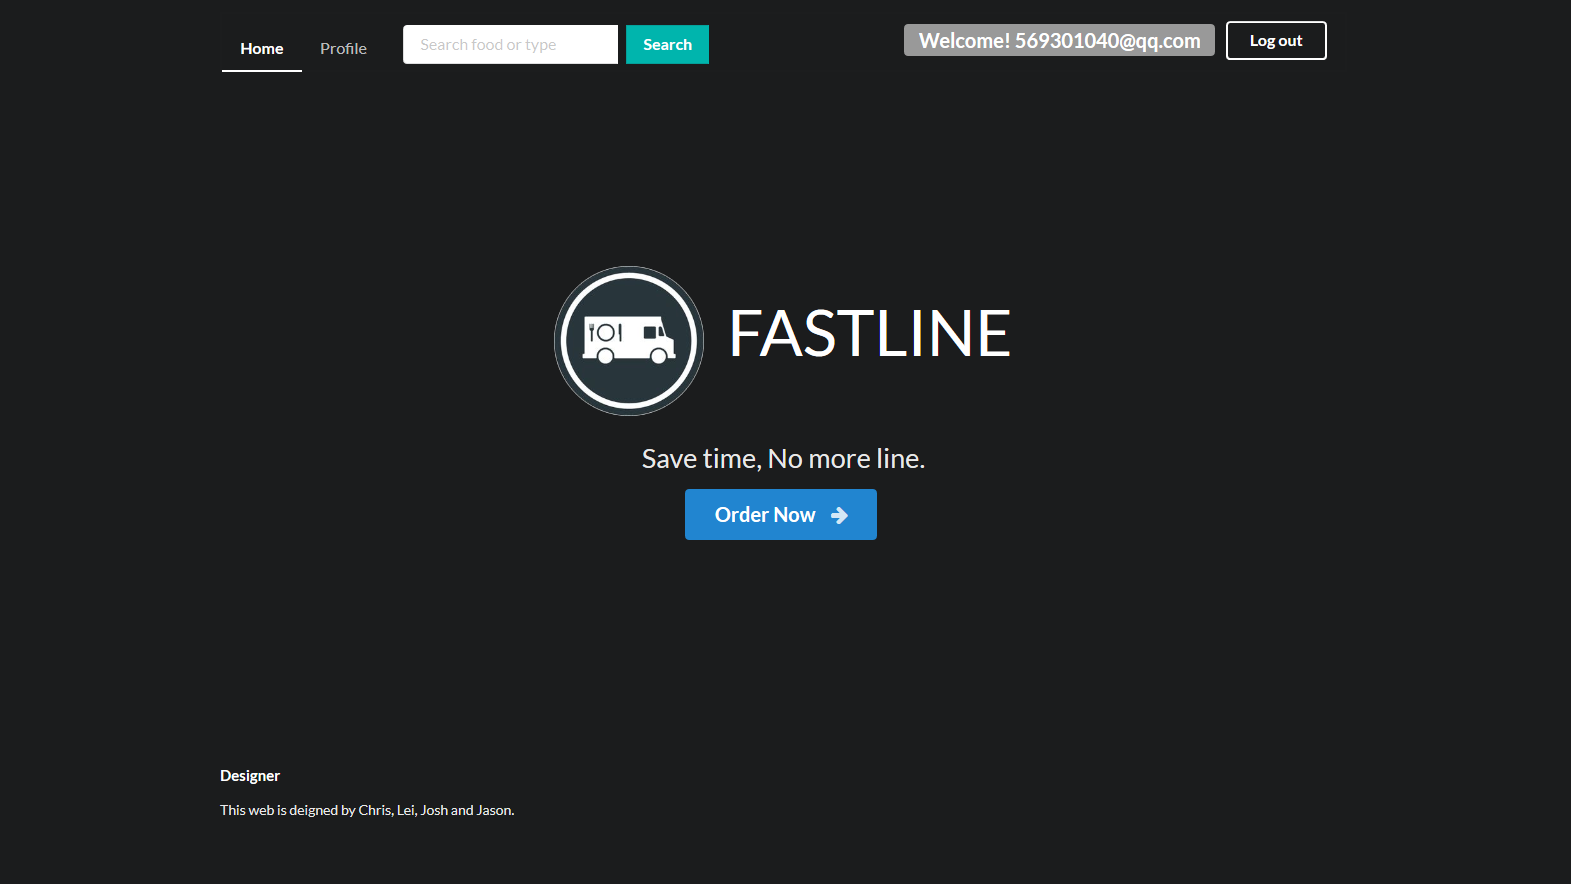 Home Profile Search food or type Search Welcome! 569301040@qq.com Log out
FASTLINE
Save time, No more line.
Order Now
Designer
This web is deigned by Chris, Lei, Josh and Jason.